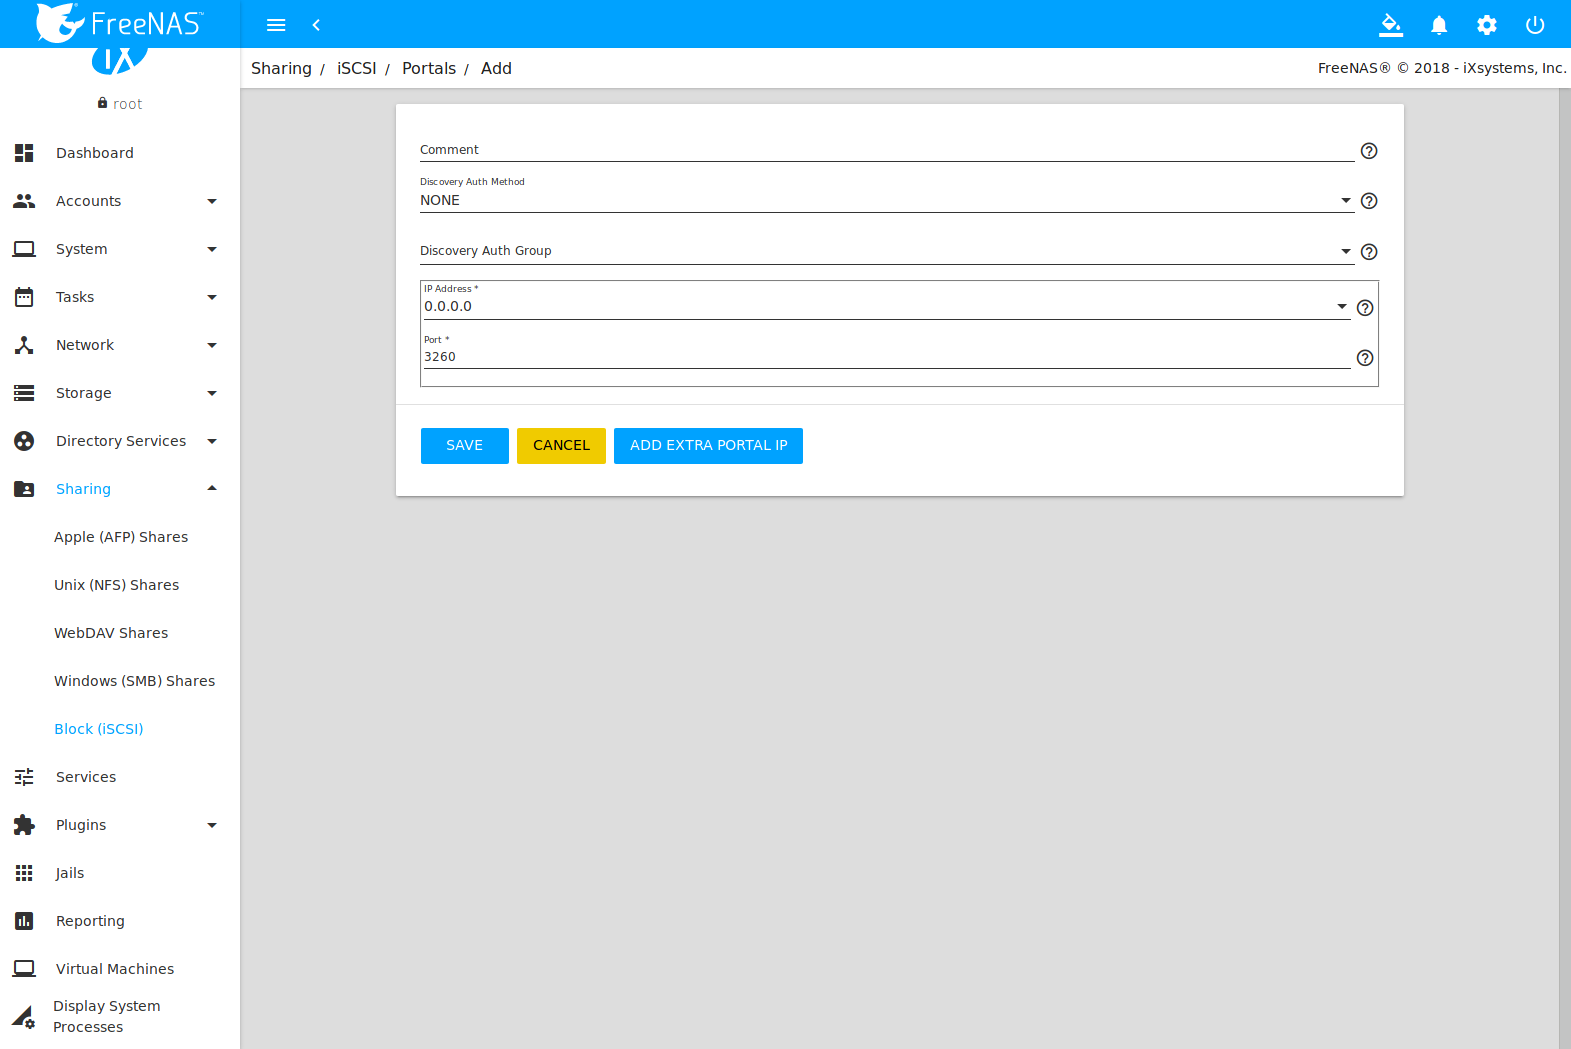 FreeNAS™
Sharing / iSCSI / Portals / Add
FreeNAS® © 2018 - iXsystems, Inc.
iX
root
Dashboard
Accounts
System
Tasks
Network
Storage
Directory Services
Sharing
Apple (AFP) Shares
Unix (NFS) Shares
WebDAV Shares
Windows (SMB) Shares
Block (iSCSI)
Services
Plugins
Jails
Reporting
Virtual Machines
Display System
Processes
Comment
Discovery Auth Method
NONE
Discovery Auth Group
IP Address *
0.0.0.0
Port *
3260
SAVE
CANCEL
ADD EXTRA PORTAL IP